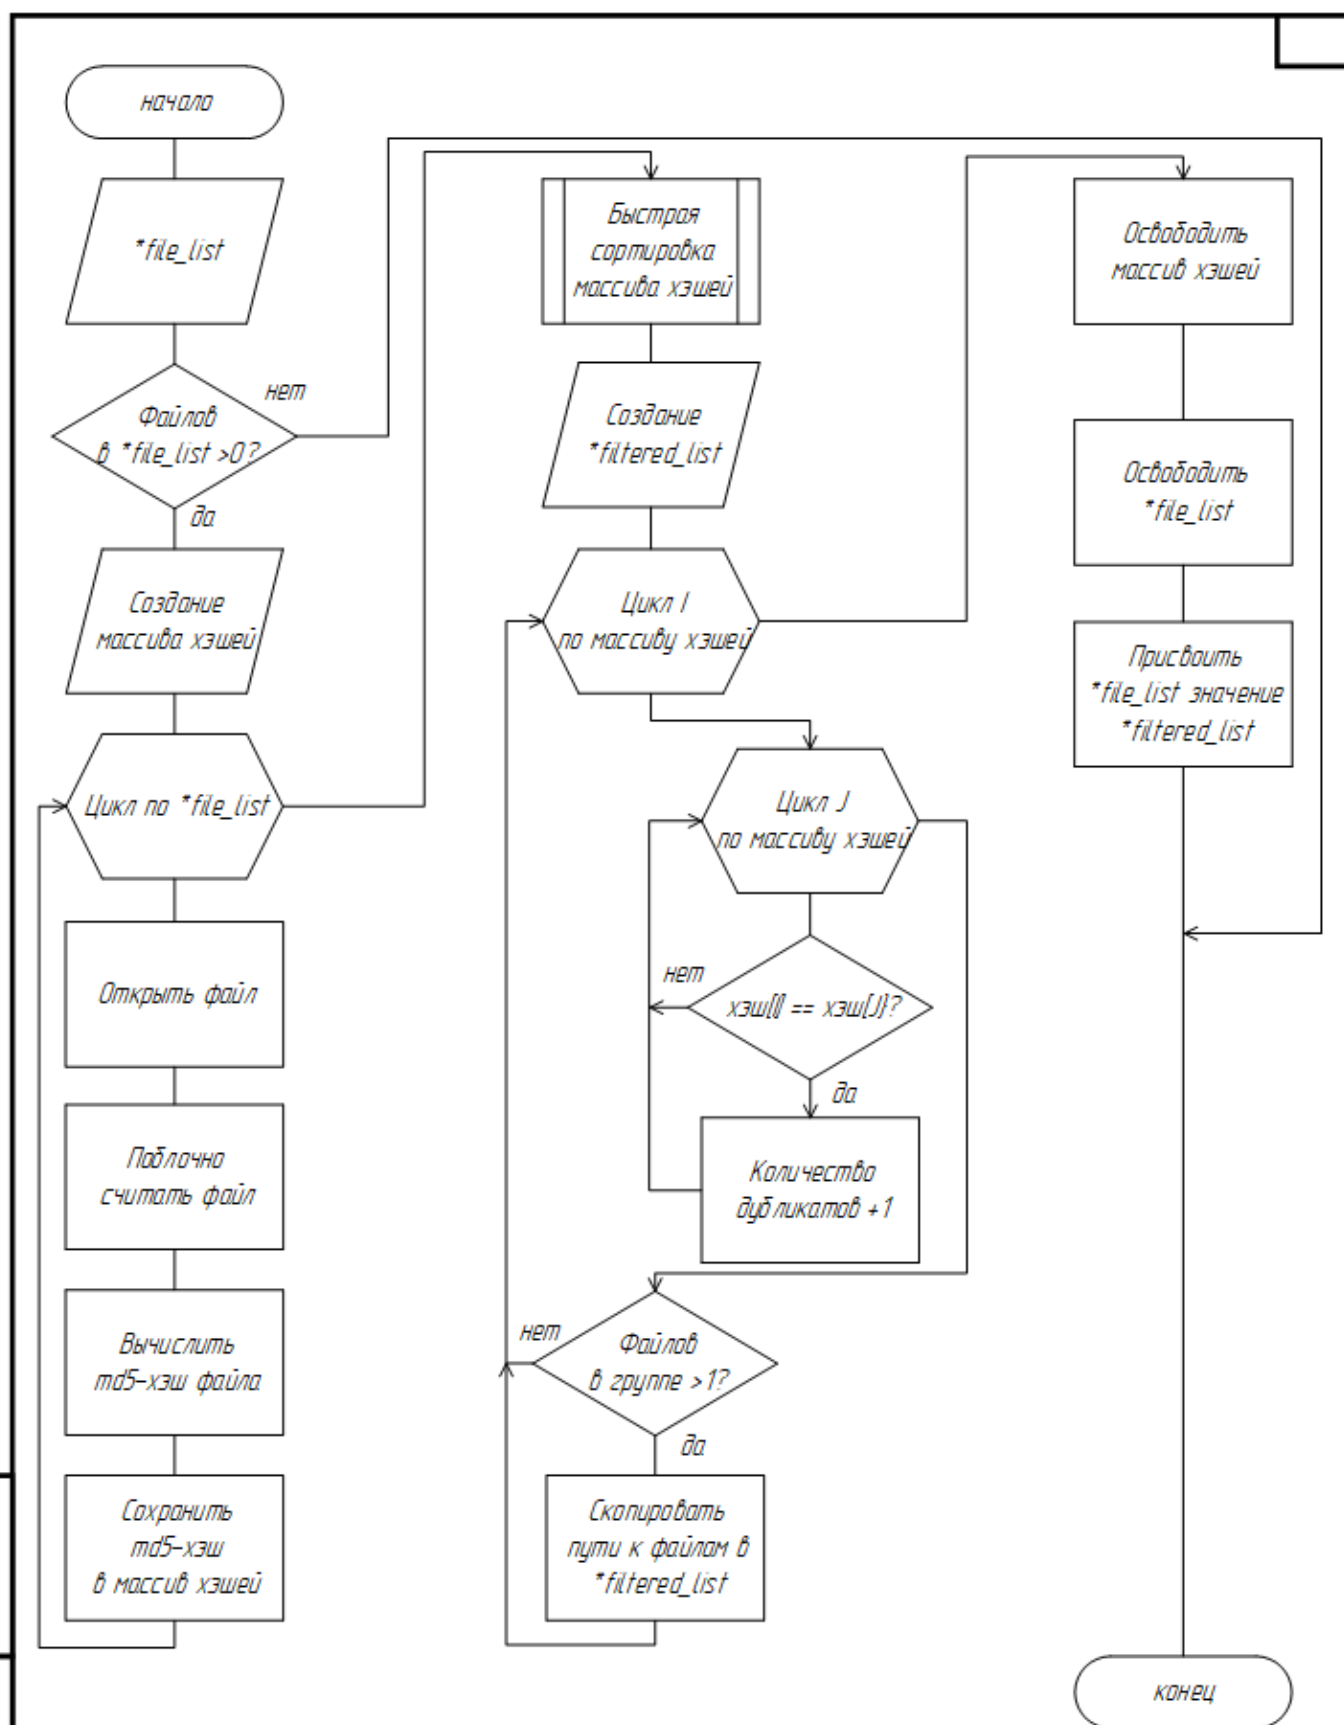 начало
*file_list
Файлов
в *file_list >0?
нет
да
Создание
массива хэшей
Цикл по *file_list
Открыть файл
Поблочно
считать файл
Вычислить
md5-хэш файла
Сохранить
md5-хэш
в массив хэшей
Быстрая
сортировка
массива хэшей
Создание
*filtered_list
Цикл I
по массиву хэшей
Цикл J
по массиву хэшей
нет
хэш[I] == хэш[J]?
да
Количество
дубликатов +1
нет
Файлов
в группе >1?
да
Скопировать
пути к файлам в
*filtered_list
Освободить
массив хэшей
Освободить
*file_list
Присвоить
*file_list значение
*filtered_list
конец